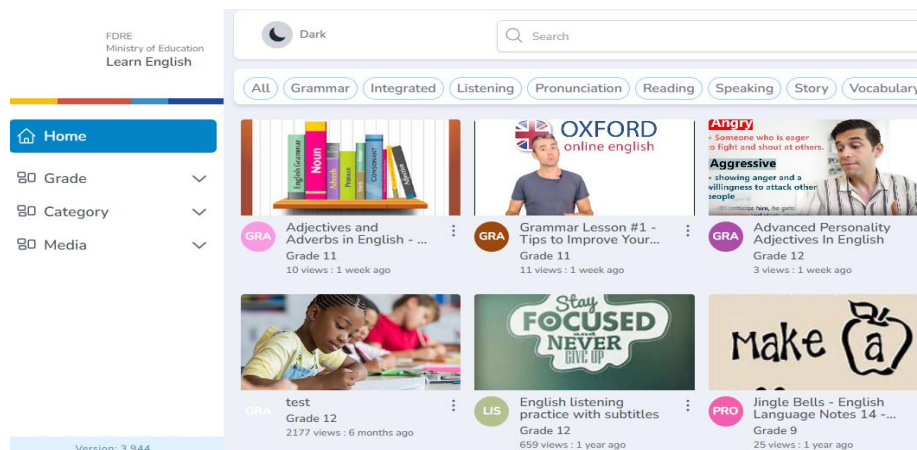 FDRE
Ministry of Education
Learn English
Dark
Search
All
Grammar
Integrated
Listening
Pronunciation
Reading
Speaking
Story
Vocabulary
Home
Grade
Category
Media
English Grammar
Noun
Adverb
Pronoun
CONSONANT
OXFORD
online english
Angry
• Someone who is eager
to fight and shout at others.
Aggressive
• showing anger and a
willingness to attack other
people
GRA
Adjectives and
Adverbs in English - ...
Grade 11
10 views : 1 week ago
GRA
Grammar Lesson #1 -
Tips to Improve Your...
Grade 11
11 views : 1 week ago
GRA
Advanced Personality
Adjectives In English
Grade 12
3 views : 1 week ago
Stay
FOCUSED
AND
NEVER
GIVE UP
Make a
GRA
test
Grade 12
2177 views : 6 months ago
LIS
English listening
practice with subtitles
Grade 12
659 views : 1 year ago
PRO
Jingle Bells - English
Language Notes 14 -...
Grade 9
25 views : 1 year ago
Version: 3.944